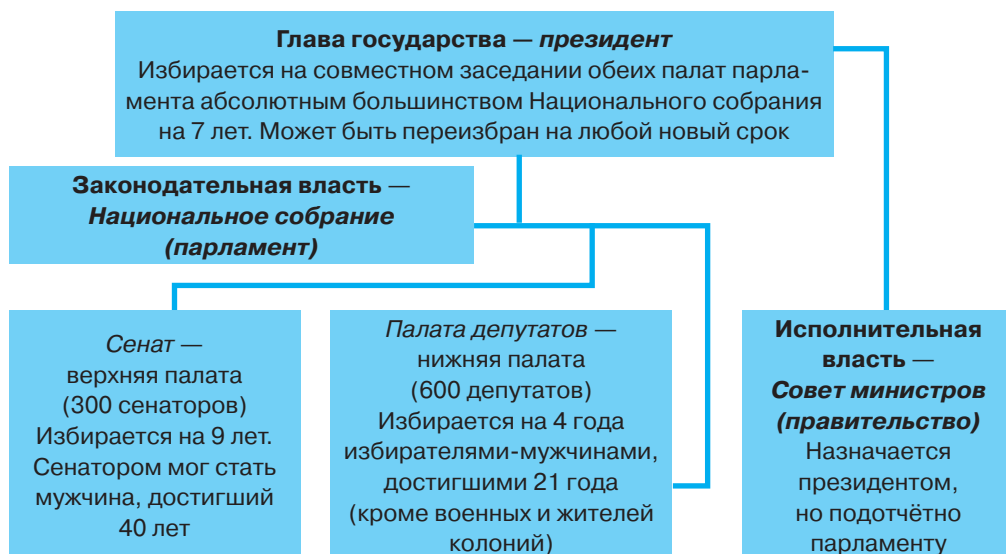 Глава государства — президент
Избирается на совместном заседании обеих палат парла-
мента абсолютным большинством Национального собрания
на 7 лет. Может быть переизбран на любой новый срок
Законодательная власть —
Национальное собрание
(парламент)
Сенат —
верхняя палата
(300 сенаторов)
Избирается на 9 лет.
Сенатором мог стать
мужчина, достигший
40 лет
Палата депутатов —
нижняя палата
(600 депутатов)
Избирается на 4 года
избирателями-мужчинами,
достигшими 21 года
(кроме военных и жителей
колоний)
Исполнительная
власть —
Совет министров
(правительство)
Назначается
президентом,
но подотчётно
парламенту